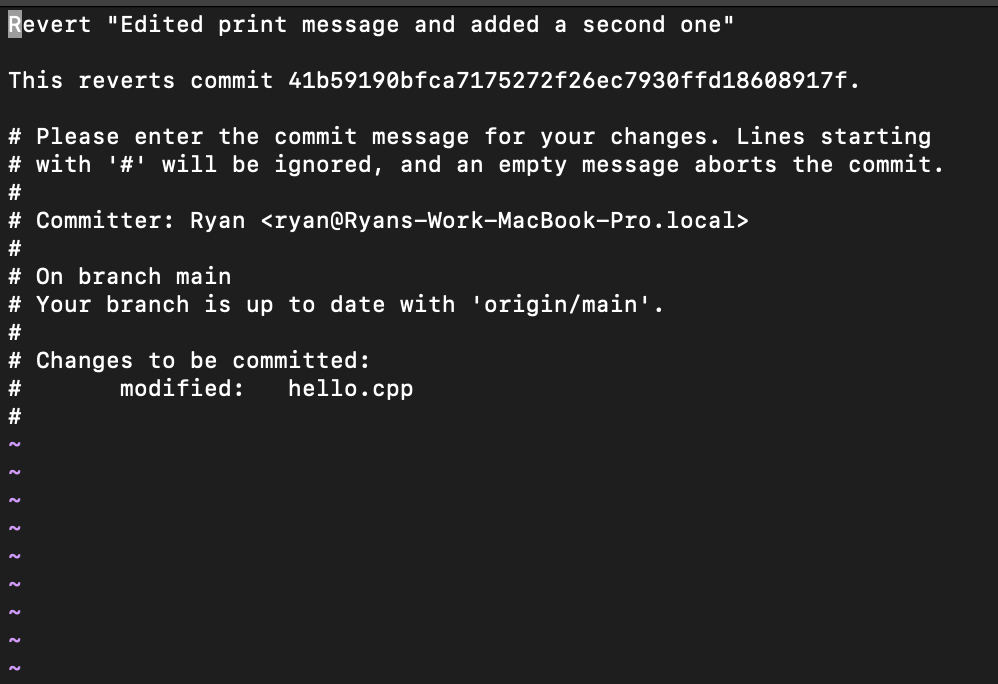 Revert "Edited print message and added a second one"

This reverts commit 41b59190bfca7175272f26ec7930ffd18608917f.

# Please enter the commit message for your changes. Lines starting
# with '#' will be ignored, and an empty message aborts the commit.
#
# Committer: Ryan <ryan@Ryans-Work-MacBook-Pro.local>
#
# On branch main
# Your branch is up to date with 'origin/main'.
#
# Changes to be committed:
#       modified:   hello.cpp
#
~
~
~
~
~
~
~
~
~